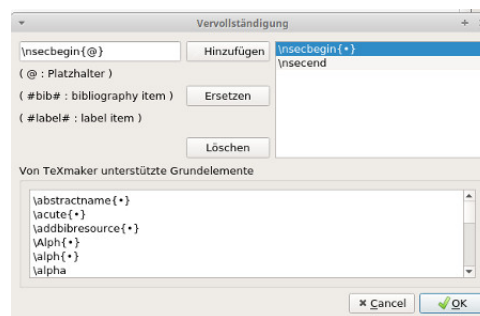 Vervollständigung
\nsecbegin{@}
Hinzufügen
\nsecbegin{•}
\nsecend
( @ : Platzhalter )
( #bib# : bibliography item )
Ersetzen
( #label# : label item )
Löschen
Von TeXmaker unterstützte Grundelemente
\abstractname{•}
\acute{•}
\addbibresource{•}
\Alph{•}
\alph{•}
\alpha
Cancel
OK